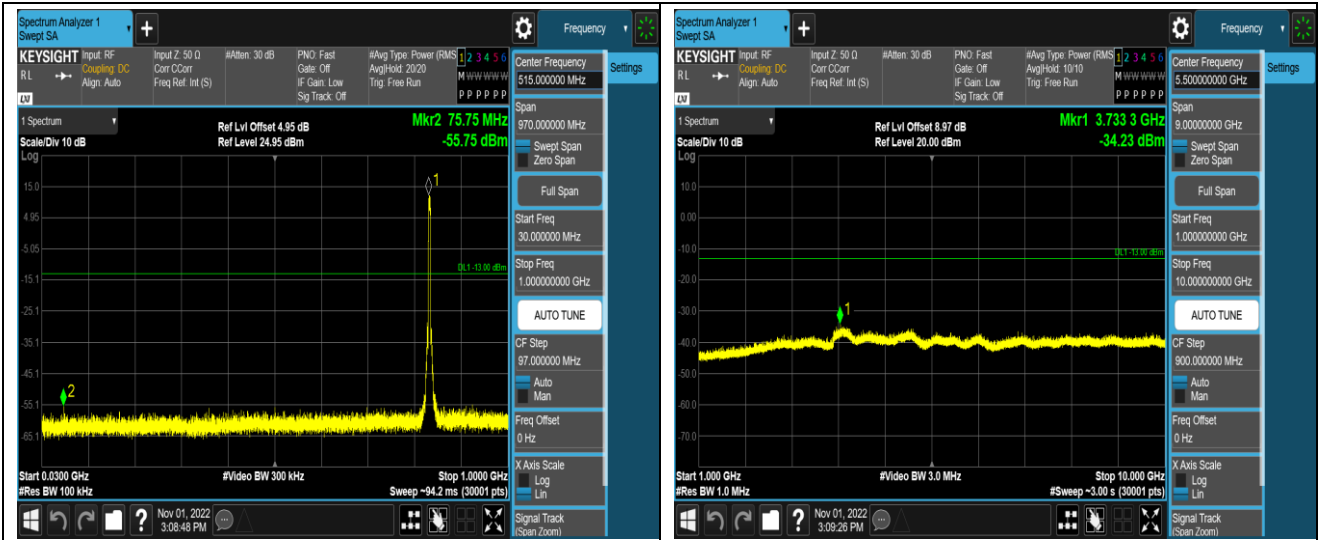 Spectrum Analyzer 1
Swept SA
+
Frequency
KEYSIGHT
RL
LXI
Input: RF
Coupling: DC
Align: Auto
Input Z: 50 Ω
Corr CCorr
Freq Ref: Int (S)
#Atten: 30 dB
PNO: Fast
Gate: Off
IF Gain: Low
Sig Track: Off
#Avg Type: Power (RMS
Avg|Hold: 20/20
Trig: Free Run
1 2 3 4 5 6
M W W W W W
P P P P P P
1 Spectrum
Scale/Div 10 dB
Log
Ref Lvl Offset 4.95 dB
Ref Level 24.95 dBm
Mkr2 75.75 MHz
-55.75 dBm
15.0
4.95
-5.05
-15.1
-25.1
-35.1
-45.1
-55.1
-65.1
1
DL1 -13.00 dBm
2
Start 0.0300 GHz
#Res BW 100 kHz
#Video BW 300 kHz
Stop 1.0000 GHz
Sweep ~94.2 ms (30001 pts)
Center Frequency
515.000000 MHz
Settings
Span
970.000000 MHz
Swept Span
Zero Span
Full Span
Start Freq
30.000000 MHz
Stop Freq
1.000000000 GHz
AUTO TUNE
CF Step
97.000000 MHz
Auto
Man
Freq Offset
0 Hz
X Axis Scale
Log
Lin
Signal Track
(Span Zoom)
?
Nov 01, 2022
3:08:48 PM
Spectrum Analyzer 1
Swept SA
+
Frequency
KEYSIGHT
RL
LXI
Input: RF
Coupling: DC
Align: Auto
Input Z: 50 Ω
Corr CCorr
Freq Ref: Int (S)
#Atten: 30 dB
PNO: Fast
Gate: Off
IF Gain: Low
Sig Track: Off
#Avg Type: Power (RMS
Avg|Hold: 10/10
Trig: Free Run
1 2 3 4 5 6
M W W W W W
P P P P P P
1 Spectrum
Scale/Div 10 dB
Log
Ref Lvl Offset 8.97 dB
Ref Level 20.00 dBm
Mkr1 3.733 3 GHz
-34.23 dBm
10.0
0.00
-10.0
-20.0
-30.0
-40.0
-50.0
-60.0
-70.0
DL1 -13.00 dBm
1
Start 1.000 GHz
#Res BW 1.0 MHz
#Video BW 3.0 MHz
Stop 10.000 GHz
#Sweep ~3.00 s (30001 pts)
Center Frequency
5.500000000 GHz
Settings
Span
9.00000000 GHz
Swept Span
Zero Span
Full Span
Start Freq
1.000000000 GHz
Stop Freq
10.000000000 GHz
AUTO TUNE
CF Step
900.000000 MHz
Auto
Man
Freq Offset
0 Hz
X Axis Scale
Log
Lin
Signal Track
(Span Zoom)
?
Nov 01, 2022
3:09:26 PM